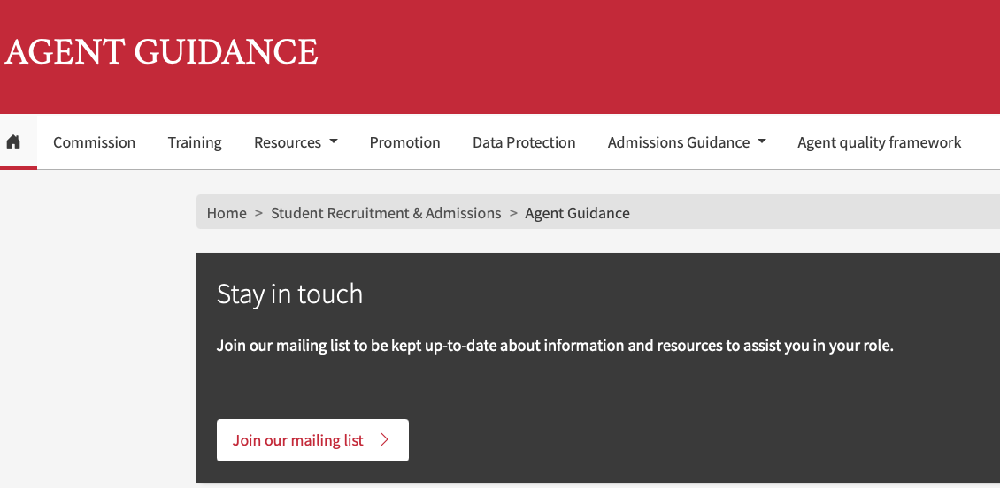 AGENT GUIDANCE
Commission Training Resources Promotion Data Protection Admissions Guidance Agent quality framework
Home > Student Recruitment & Admissions > Agent Guidance
Stay in touch
Join our mailing list to be kept up-to-date about information and resources to assist you in your role.
Join our mailing list